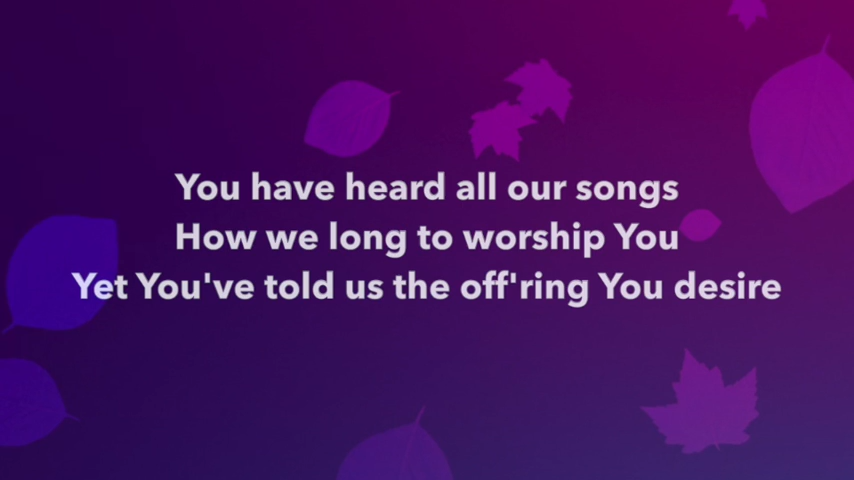 You have heard all our songs
How we long to worship You
Yet You've told us the off'ring You desire